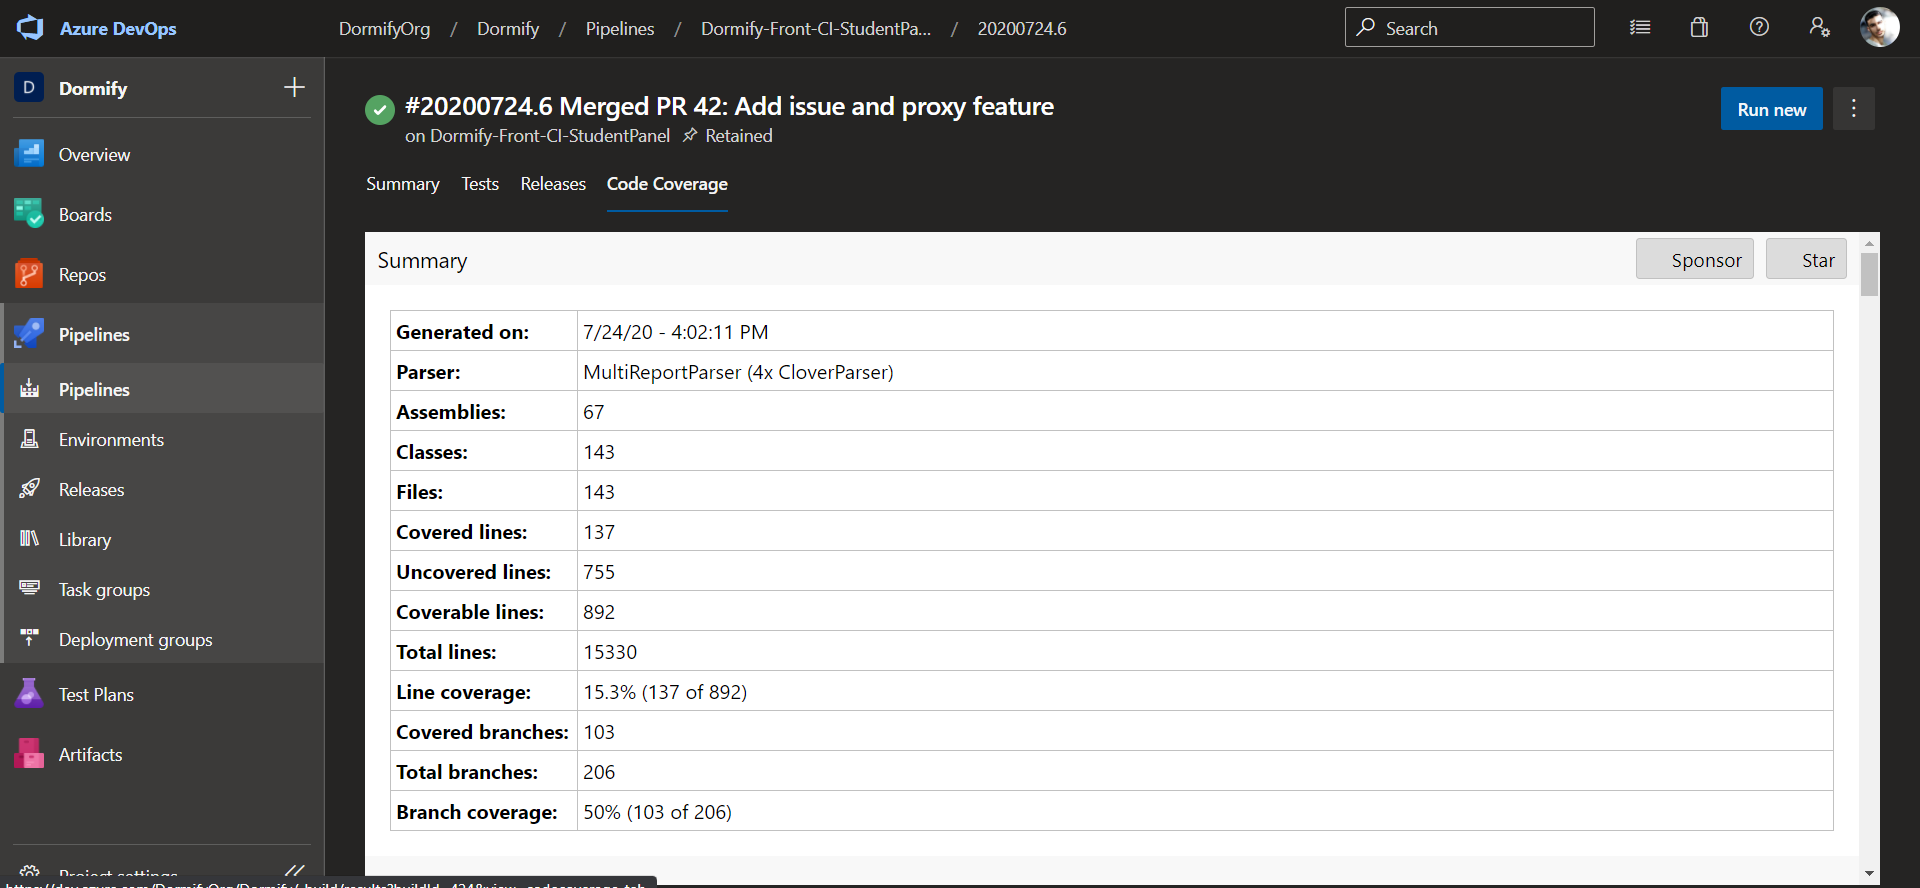 Azure DevOps
DormifyOrg / Dormify / Pipelines / Dormify-Front-CI-StudentPa... / 20200724.6
Search
D Dormify
Overview
Boards
Repos
Pipelines
Pipelines
Environments
Releases
Library
Task groups
Deployment groups
Test Plans
Artifacts
Project settings
#20200724.6 Merged PR 42: Add issue and proxy feature
on Dormify-Front-CI-StudentPanel Retained
Run new
Summary Tests Releases Code Coverage
Summary
Sponsor Star
Generated on: 7/24/20 - 4:02:11 PM
Parser: MultiReportParser (4x CloverParser)
Assemblies: 67
Classes: 143
Files: 143
Covered lines: 137
Uncovered lines: 755
Coverable lines: 892
Total lines: 15330
Line coverage: 15.3% (137 of 892)
Covered branches: 103
Total branches: 206
Branch coverage: 50% (103 of 206)